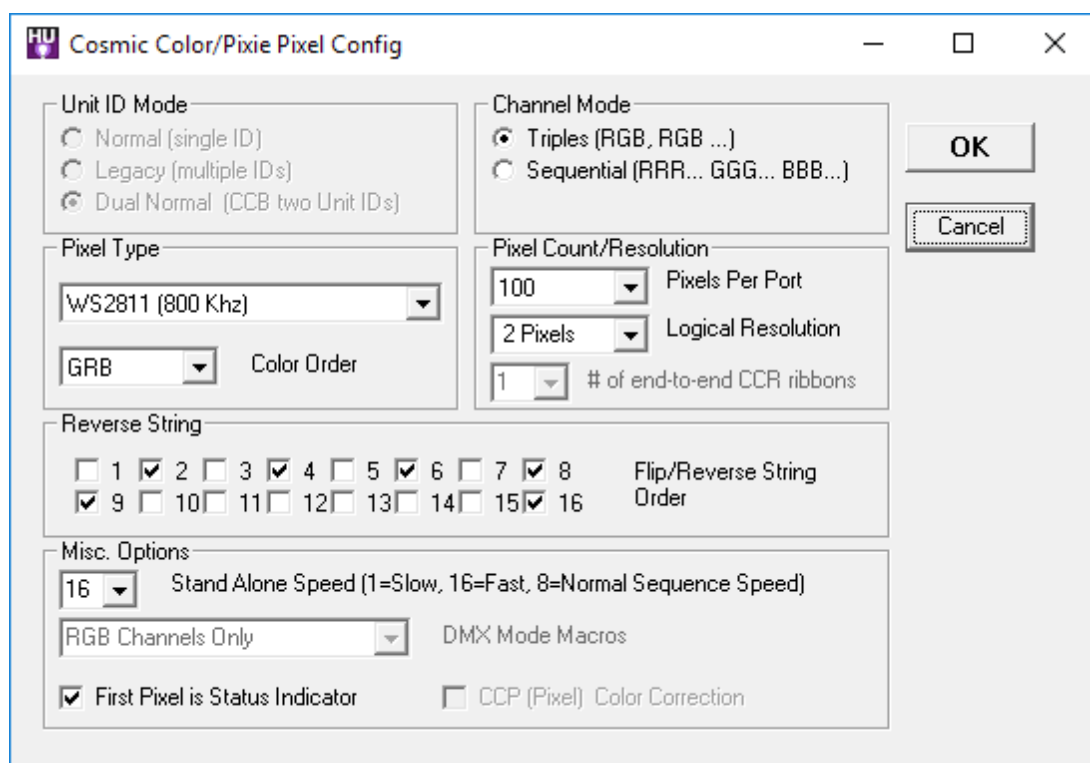 HU Cosmic Color/Pixie Pixel Config
Unit ID Mode
Normal (single ID)
Legacy (multiple IDs)
Dual Normal (CCB two Unit IDs)
Channel Mode
Triples (RGB, RGB ...)
Sequential (RRR... GGG... BBB...)
OK
Cancel
Pixel Type
WS2811 (800 Khz)
GRB Color Order
Pixel Count/Resolution
100 Pixels Per Port
2 Pixels Logical Resolution
1 # of end-to-end CCR ribbons
Reverse String
1 2 3 4 5 6 7 8
9 10 11 12 13 14 15 16
Flip/Reverse String
Order
Misc. Options
16 Stand Alone Speed (1=Slow, 16=Fast, 8=Normal Sequence Speed)
RGB Channels Only DMX Mode Macros
First Pixel is Status Indicator CCP (Pixel) Color Correction